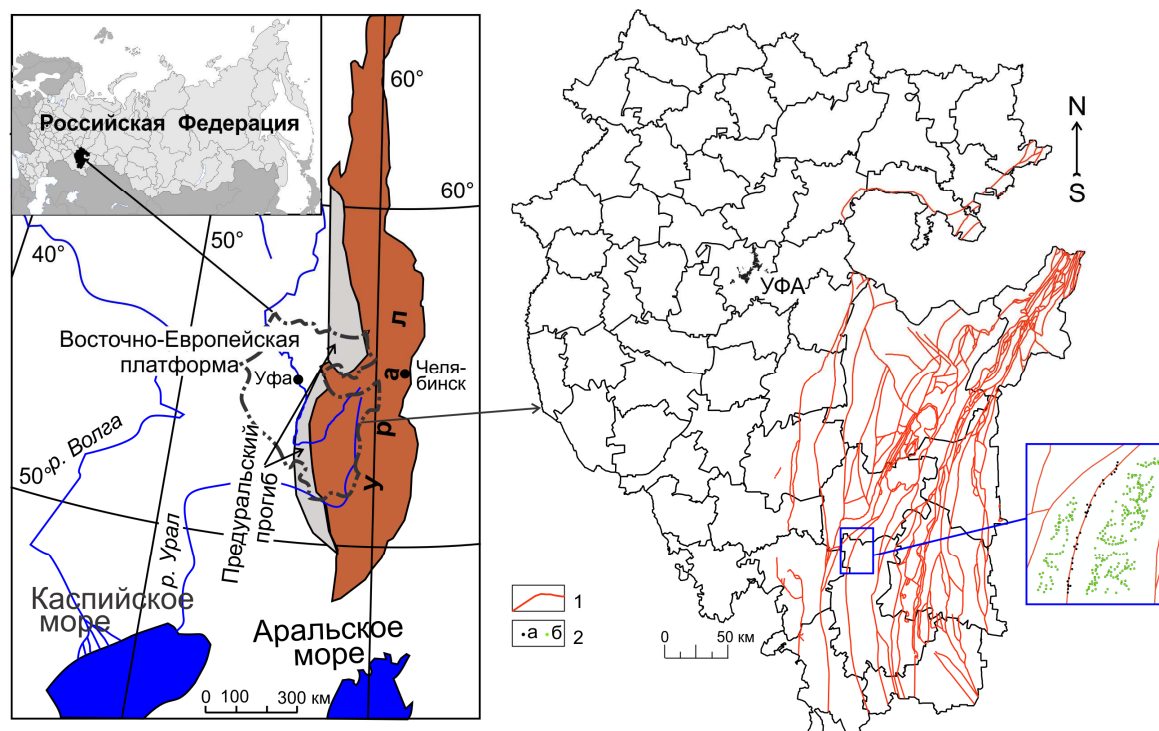 Российская Федерация
60°
60°
50°
40°
Восточно-Европейская
платформа
Уфа
Челя-
бинск
У р а л
р. Волга
50°
Предуральский
прогиб
р. Урал
Каспийское
море
Аральское
море
0 100 300 км
N
S
УФА
1
а б 2
0 50 км